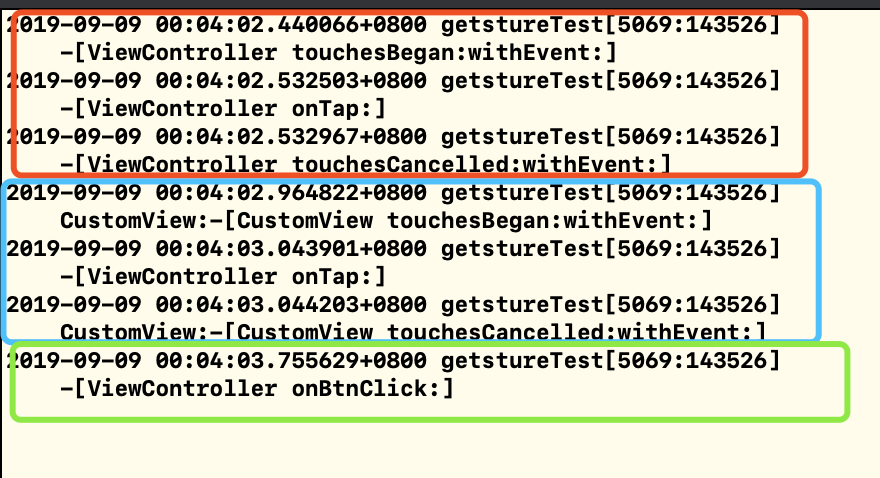 2019-09-09 00:04:02.440066+0800 getstureTest[5069:143526]
-[ViewController touchesBegan:withEvent:]
2019-09-09 00:04:02.532503+0800 getstureTest[5069:143526]
-[ViewController onTap:]
2019-09-09 00:04:02.532967+0800 getstureTest[5069:143526]
-[ViewController touchesCancelled:withEvent:]
2019-09-09 00:04:02.964822+0800 getstureTest[5069:143526]
CustomView:-[CustomView touchesBegan:withEvent:]
2019-09-09 00:04:03.043901+0800 getstureTest[5069:143526]
-[ViewController onTap:]
2019-09-09 00:04:03.044203+0800 getstureTest[5069:143526]
CustomView:-[CustomView touchesCancelled:withEvent:]
2019-09-09 00:04:03.755629+0800 getstureTest[5069:143526]
-[ViewController onBtnClick:]